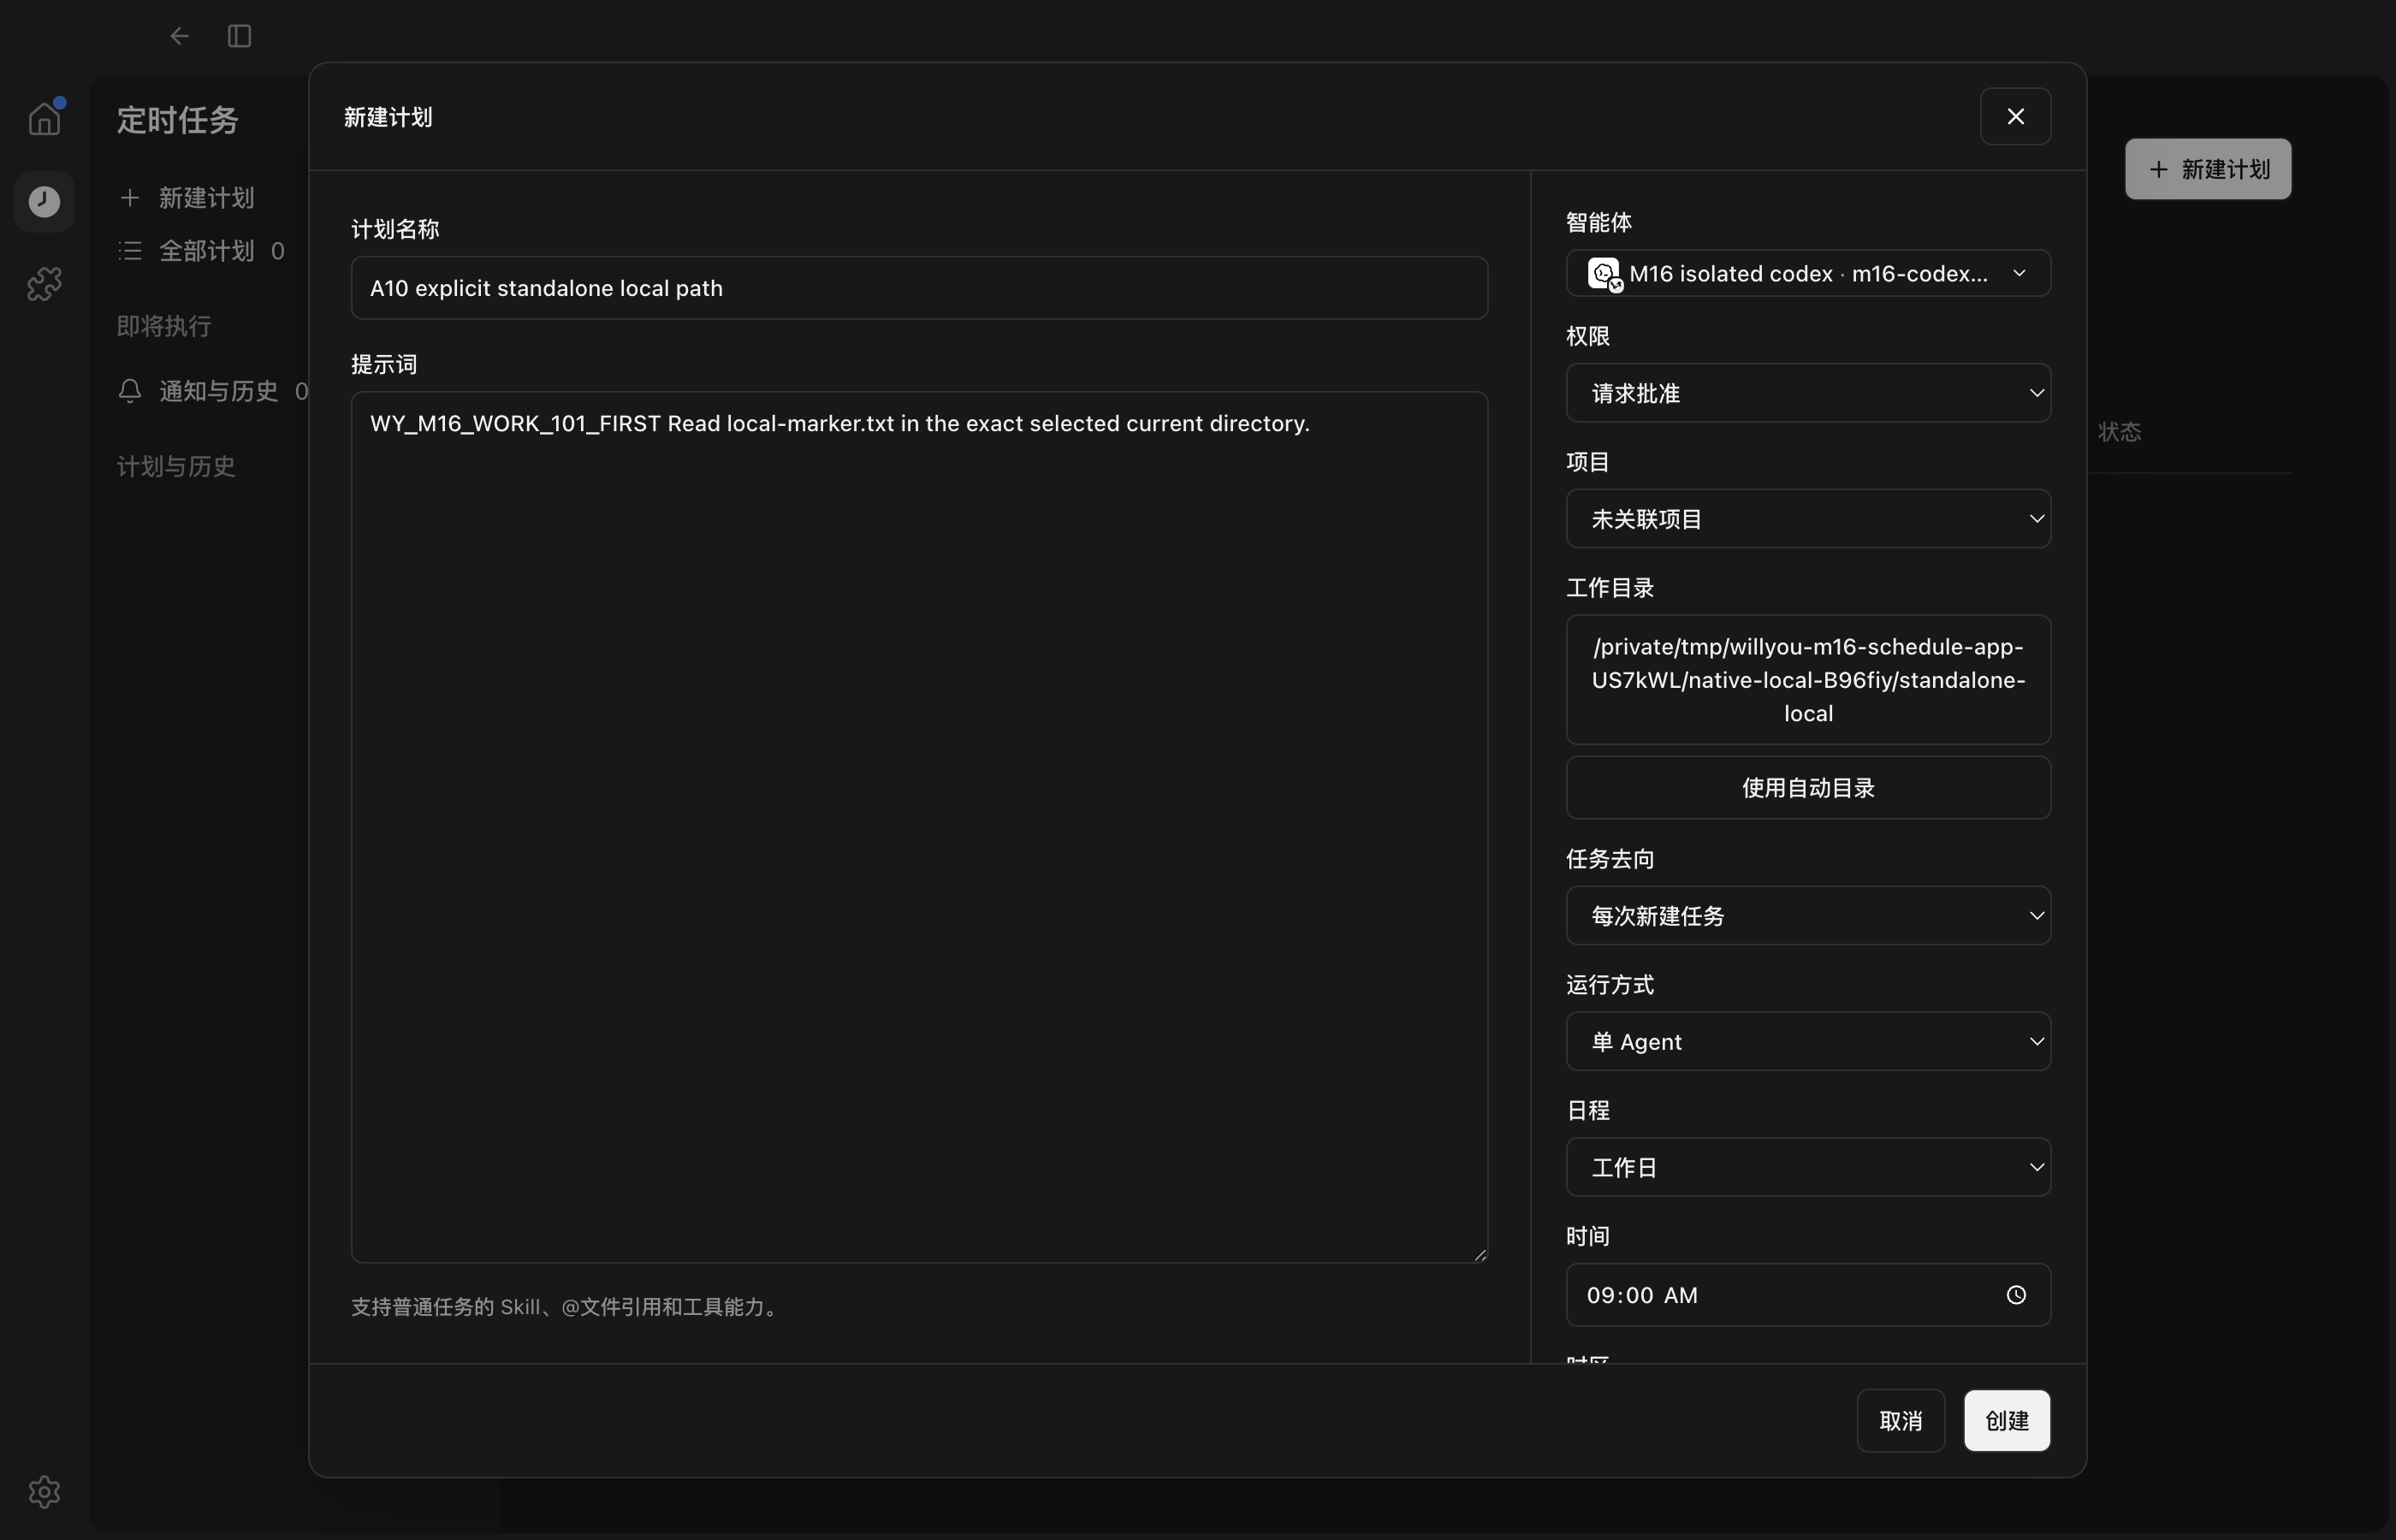 定时任务
新建计划
全部计划 0
即将执行
通知与历史 0
计划与历史
新建计划
状态
新建计划
计划名称
A10 explicit standalone local path
提示词
WY_M16_WORK_101_FIRST Read local-marker.txt in the exact selected current directory.
支持普通任务的 Skill、@文件引用和工具能力。
智能体
M16 isolated codex · m16-codex...
权限
请求批准
项目
未关联项目
工作目录
/private/tmp/willyou-m16-schedule-app-
US7kWL/native-local-B96fiy/standalone-
local
使用自动目录
任务去向
每次新建任务
运行方式
单 Agent
日程
工作日
时间
09:00 AM
取消
创建